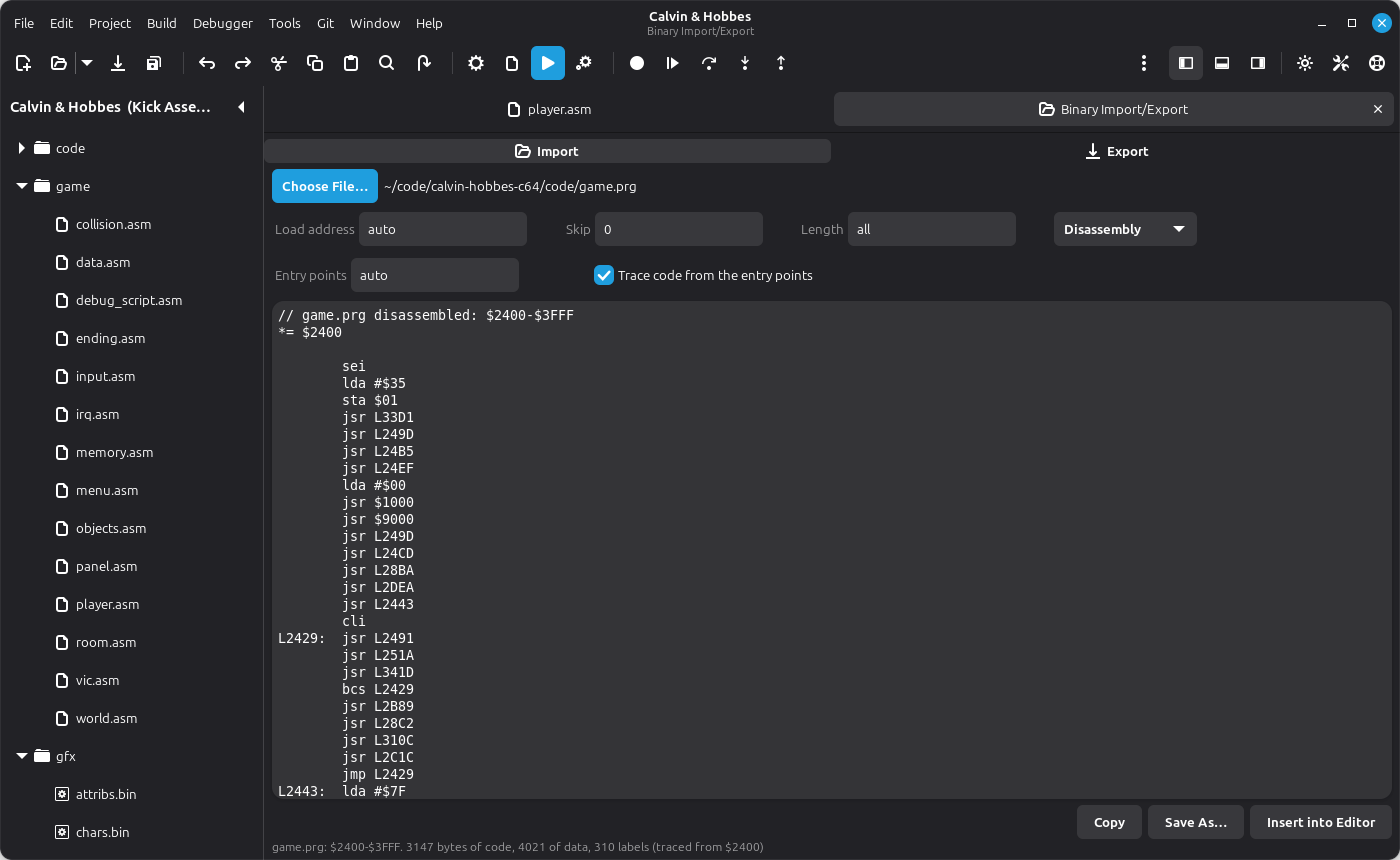 Calvin & Hobbes
Binary Import/Export
File Edit Project Build Debugger Tools Git Window Help
Calvin & Hobbes (Kick Asse...
code
game
collision.asm
data.asm
debug_script.asm
ending.asm
input.asm
irq.asm
memory.asm
menu.asm
objects.asm
panel.asm
player.asm
room.asm
vic.asm
world.asm
gfx
attribs.bin
chars.bin
player.asm
Binary Import/Export
Import
Export
Choose File... ~/code/calvin-hobbes-c64/code/game.prg
Load address auto Skip 0 Length all Disassembly
Entry points auto Trace code from the entry points
// game.prg disassembled: $2400-$3FFF
*= $2400
sei
lda #$35
sta $01
jsr L33D1
jsr L249D
jsr L24B5
jsr L24EF
lda #$00
jsr $1000
jsr $9000
jsr L249D
jsr L24CD
jsr L28BA
jsr L2DEA
jsr L2443
cli
L2429: jsr L2491
jsr L251A
jsr L341D
bcs L2429
jsr L2B89
jsr L28C2
jsr L310C
jsr L2C1C
jmp L2429
L2443: lda #$7F
Copy Save As... Insert into Editor
game.prg: $2400-$3FFF. 3147 bytes of code, 4021 of data, 310 labels (traced from $2400)